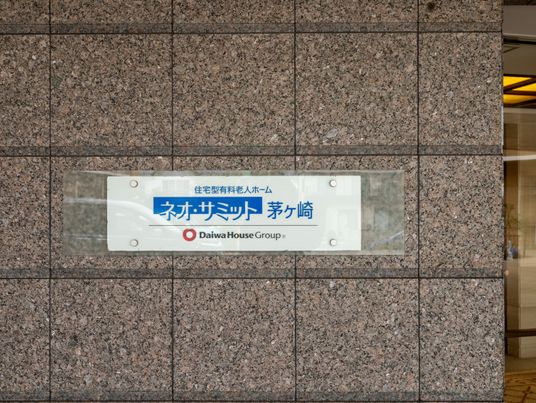 住宅型有料老人ホーム
ネオ・サミット 茅ヶ崎
Daiwa House Group®